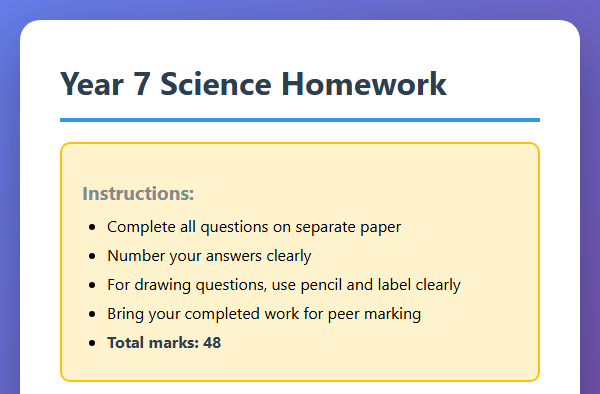 Year 7 Science Homework
Instructions:
Complete all questions on separate paper
Number your answers clearly
For drawing questions, use pencil and label clearly
Bring your completed work for peer marking
Total marks: 48